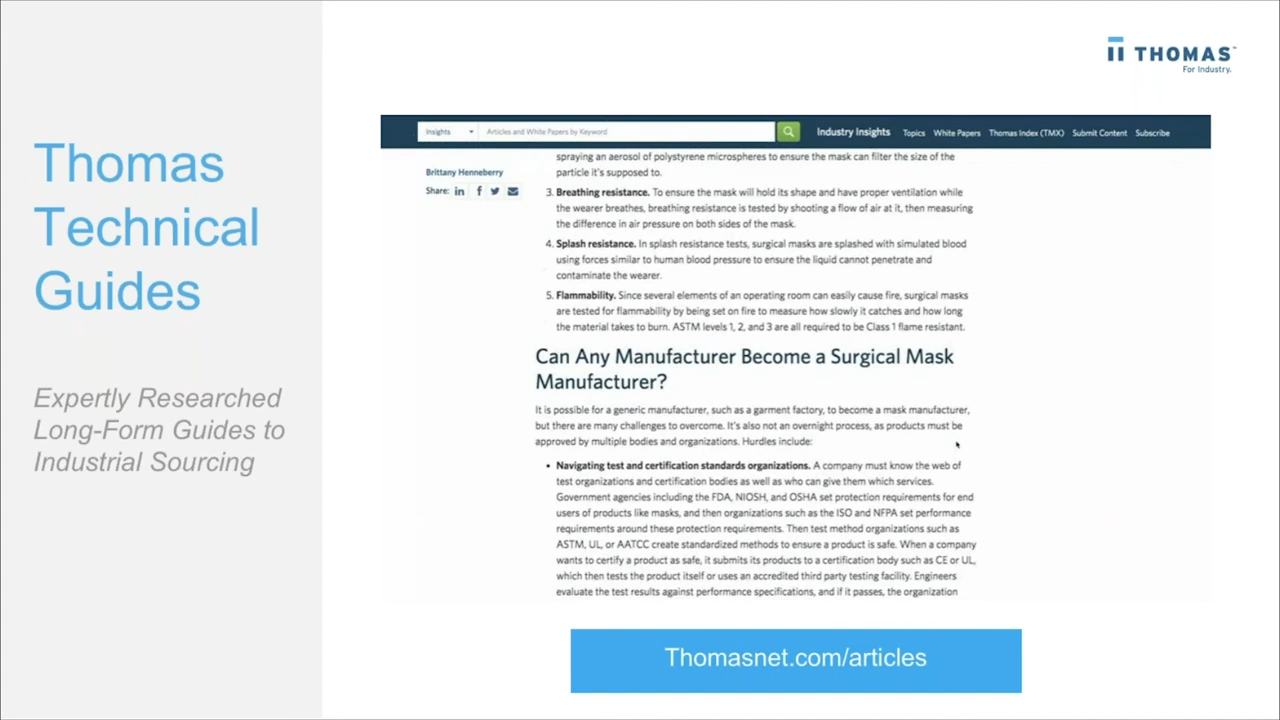 Thomas
Technical
Guides
Expertly Researched
Long-Form Guides to
Industrial Sourcing
THOMAS™
For Industry.
Insights
Articles and White Papers by Keyword
Industry Insights
Topics
White Papers
Thomas Index (TMX)
Submit Content
Subscribe
Brittany Henneberry
Share:
spraying an aerosol of polystyrene microspheres to ensure the mask can filter the size of the
particle it's supposed to.
3. Breathing resistance. To ensure the mask will hold its shape and have proper ventilation while
the wearer breathes, breathing resistance is tested by shooting a flow of air at it, then measuring
the difference in air pressure on both sides of the mask.
4. Splash resistance. In splash resistance tests, surgical masks are splashed with simulated blood
using forces similar to human blood pressure to ensure the liquid cannot penetrate and
contaminate the wearer.
5. Flammability. Since several elements of an operating room can easily cause fire, surgical masks
are tested for flammability by being set on fire to measure how slowly it catches and how long
the material takes to burn. ASTM levels 1, 2, and 3 are all required to be Class 1 flame resistant.
Can Any Manufacturer Become a Surgical Mask
Manufacturer?
It is possible for a generic manufacturer, such as a garment factory, to become a mask manufacturer,
but there are many challenges to overcome. It's also not an overnight process, as products must be
approved by multiple bodies and organizations. Hurdles include:
• Navigating test and certification standards organizations. A company must know the web of
test organizations and certification bodies as well as who can give them which services.
Government agencies including the FDA, NIOSH, and OSHA set protection requirements for end
users of products like masks, and then organizations such as the ISO and NFPA set performance
requirements around these protection requirements. Then test method organizations such as
ASTM, UL, or AATCC create standardized methods to ensure a product is safe. When a company
wants to certify a product as safe, it submits its products to a certification body such as CE or UL,
which then tests the product itself or uses an accredited third party testing facility. Engineers
evaluate the test results against performance specifications, and if it passes, the organization
Thomasnet.com/articles